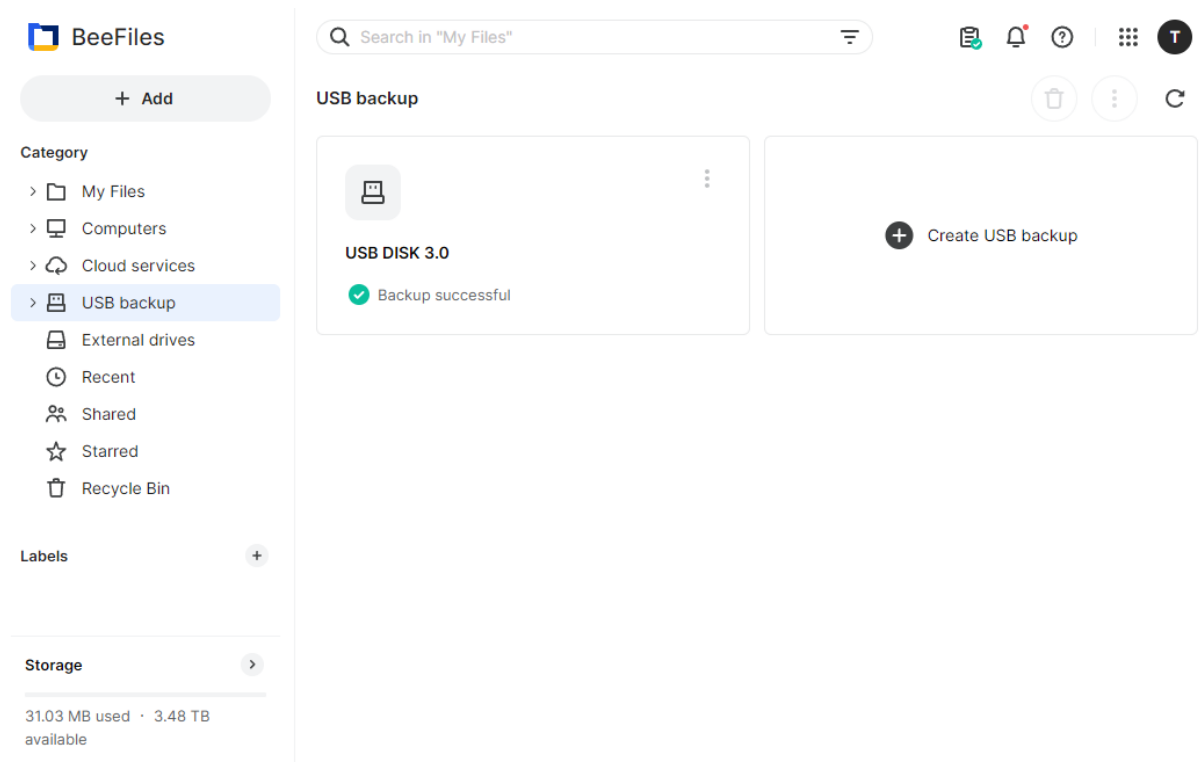 BeeFiles
Search in "My Files"
T
+ Add
USB backup
Category
My Files
Computers
Cloud services
USB backup
External drives
Recent
Shared
Starred
Recycle Bin
USB DISK 3.0
Backup successful
Create USB backup
Labels
Storage
31.03 MB used · 3.48 TB
available